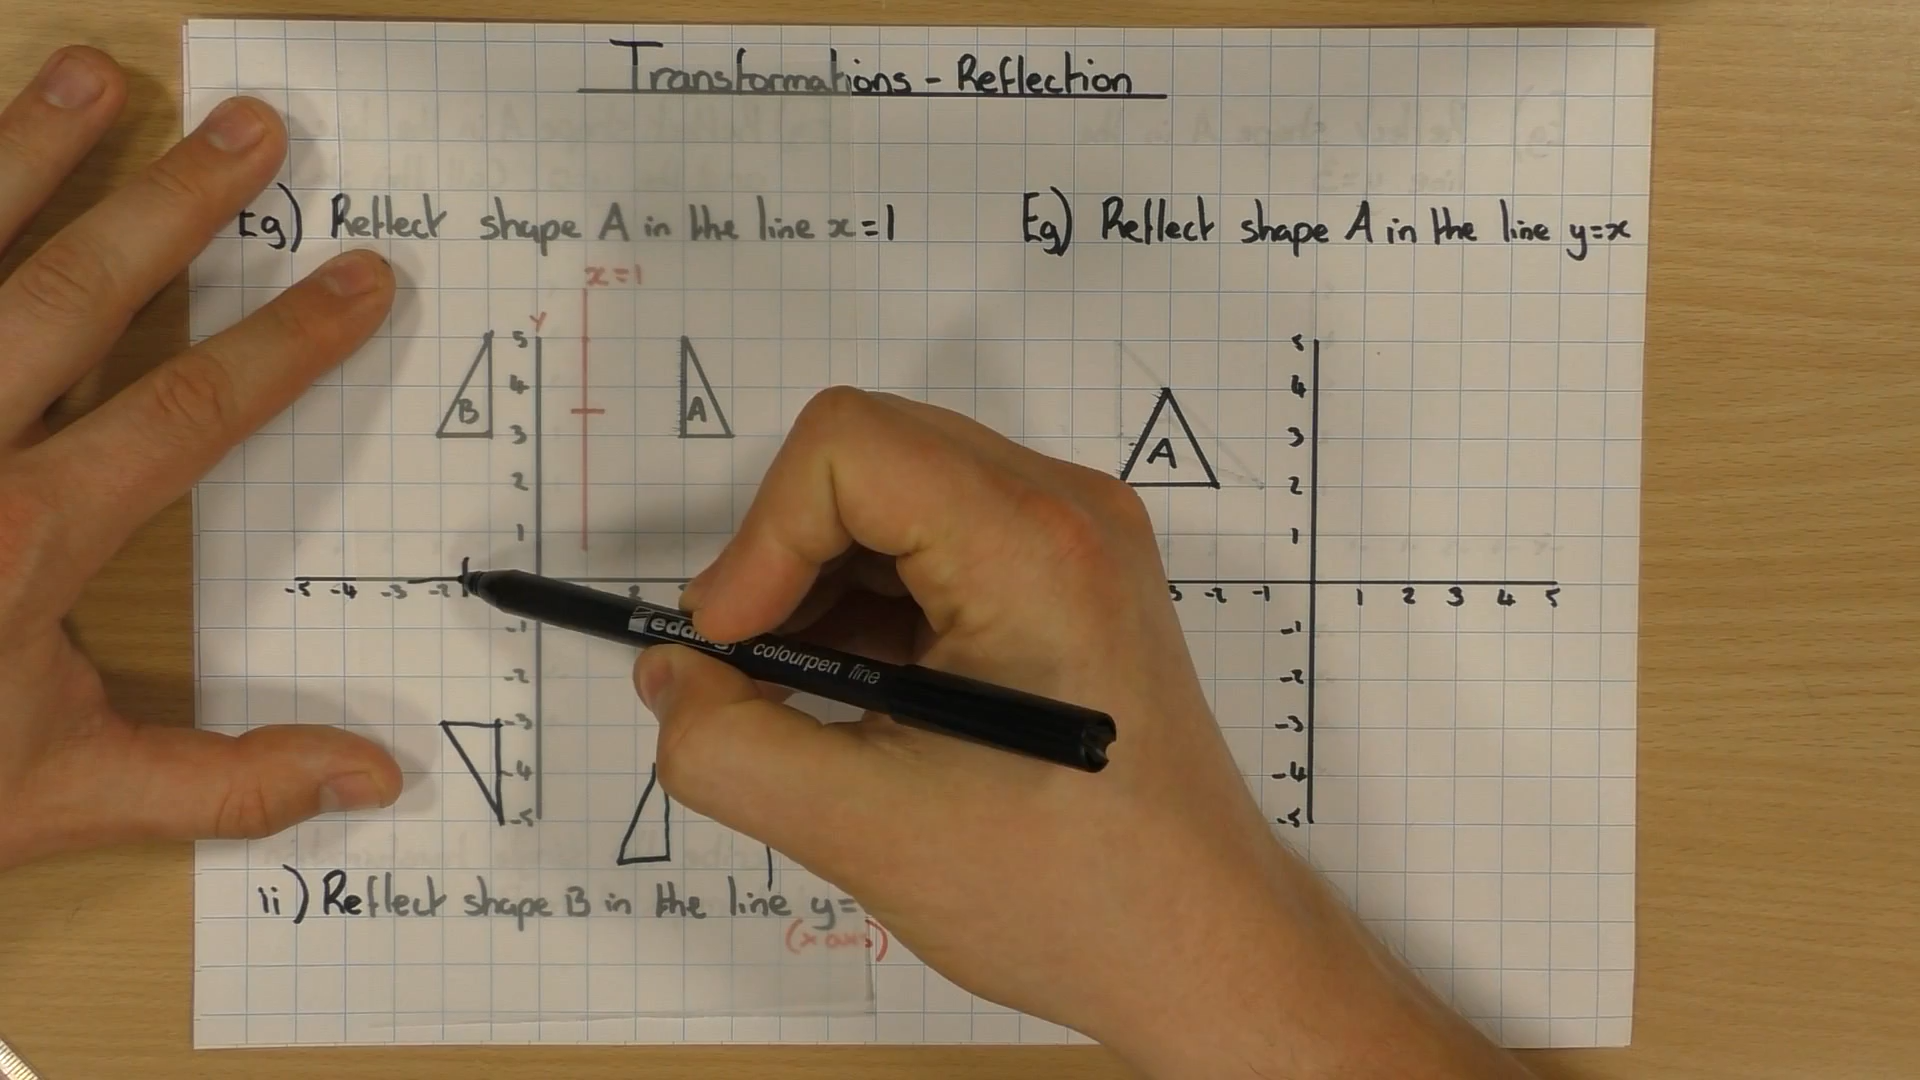 Transformations - Reflection
Eg) Reflect shape A in the line x=1
x=1
Y
5
4
3
2
1
B
A
-5 -4 -3 -2 2
-1
-2
-3
-4
-5
ii) Reflect shape B in the line y=
(x axis)
Eg) Reflect shape A in the line y=x
5
4
3
2
1
A
-2 -1 1 2 3 4 5
-1
-2
-3
-4
-5
colourpen fine